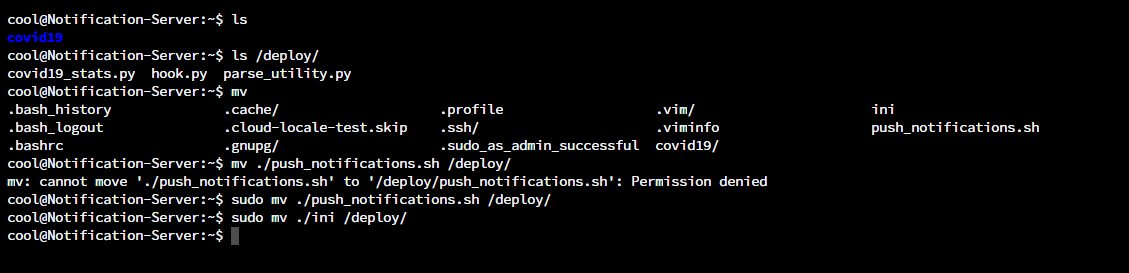 cool@Notification-Server:~$ ls
covid19
cool@Notification-Server:~$ ls /deploy/
covid19_stats.py  hook.py  parse_utility.py
cool@Notification-Server:~$ mv
.bash_history              .cache/                    .profile                   .vim/                      ini
.bash_logout               .cloud-locale-test.skip    .ssh/                      .viminfo                   push_notifications.sh
.bashrc                    .gnupg/                    .sudo_as_admin_successful  covid19/
cool@Notification-Server:~$ mv ./push_notifications.sh /deploy/
mv: cannot move './push_notifications.sh' to '/deploy/push_notifications.sh': Permission denied
cool@Notification-Server:~$ sudo mv ./push_notifications.sh /deploy/
cool@Notification-Server:~$ sudo mv ./ini /deploy/
cool@Notification-Server:~$